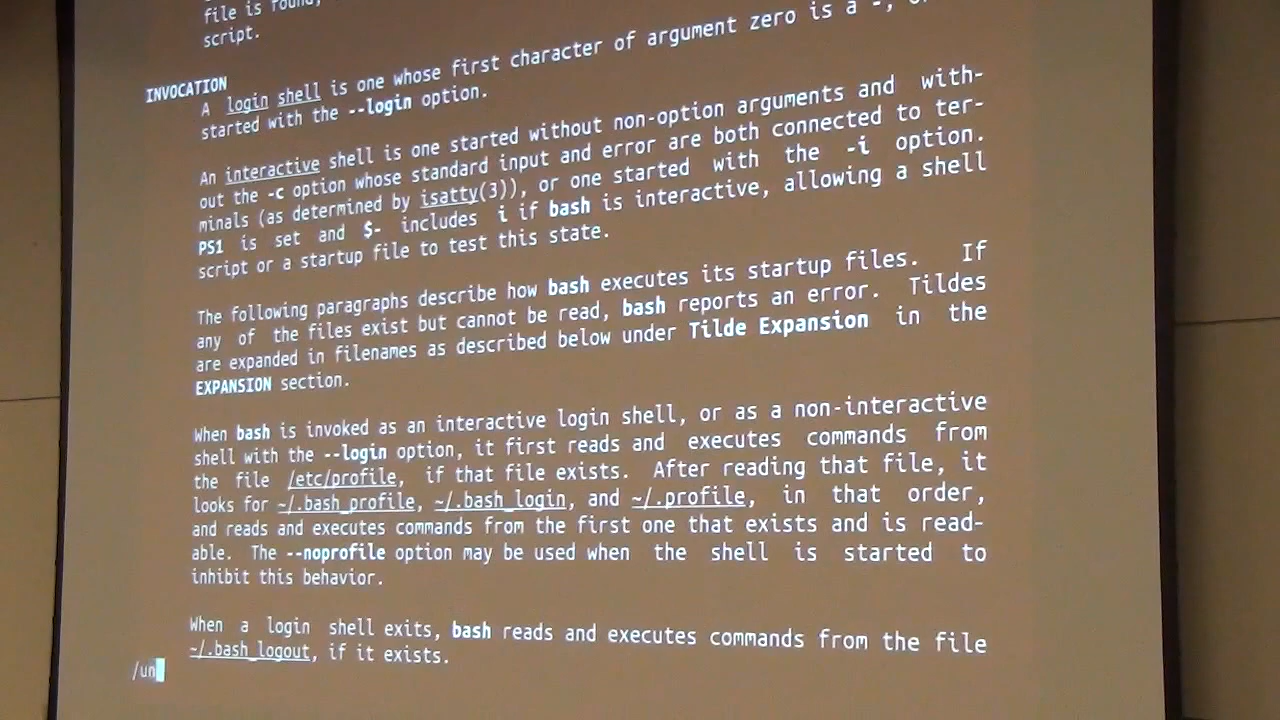 file is found,
script.
INVOCATION
A login shell is one whose first character of argument zero is a -,
started with the --login option.
An interactive shell is one started without non-option arguments and with-
out the -c option whose standard input and error are both connected to ter-
minals (as determined by isatty(3)), or one started with the -i option.
PS1 is set and $- includes i if bash is interactive, allowing a shell
script or a startup file to test this state.
The following paragraphs describe how bash executes its startup files. If
any of the files exist but cannot be read, bash reports an error. Tildes
are expanded in filenames as described below under Tilde Expansion in the
EXPANSION section.
When bash is invoked as an interactive login shell, or as a non-interactive
shell with the --login option, it first reads and executes commands from
the file /etc/profile, if that file exists. After reading that file, it
looks for ~/.bash_profile, ~/.bash_login, and ~/.profile, in that order,
and reads and executes commands from the first one that exists and is read-
able. The --noprofile option may be used when the shell is started to
inhibit this behavior.
When a login shell exits, bash reads and executes commands from the file
~/.bash_logout, if it exists.
/un